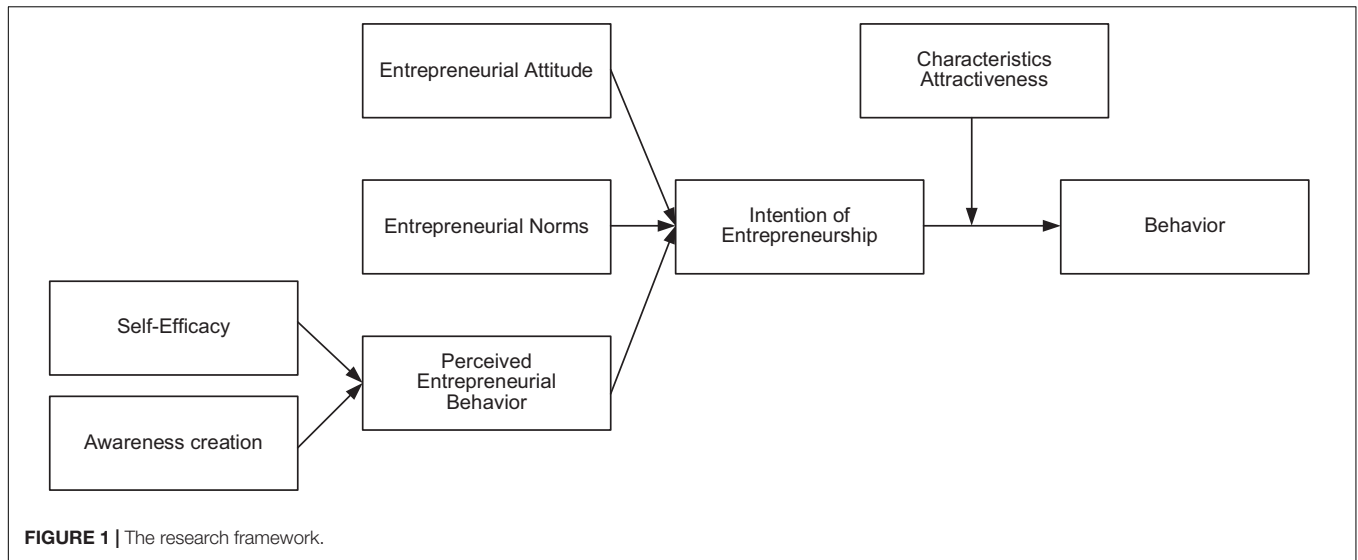 Entrepreneurial Attitude
Characteristics
Attractiveness
Entrepreneurial Norms
Intention of
Entrepreneurship
Behavior
Self-Efficacy
Perceived
Entrepreneurial
Behavior
Awareness creation
FIGURE 1 | The research framework.